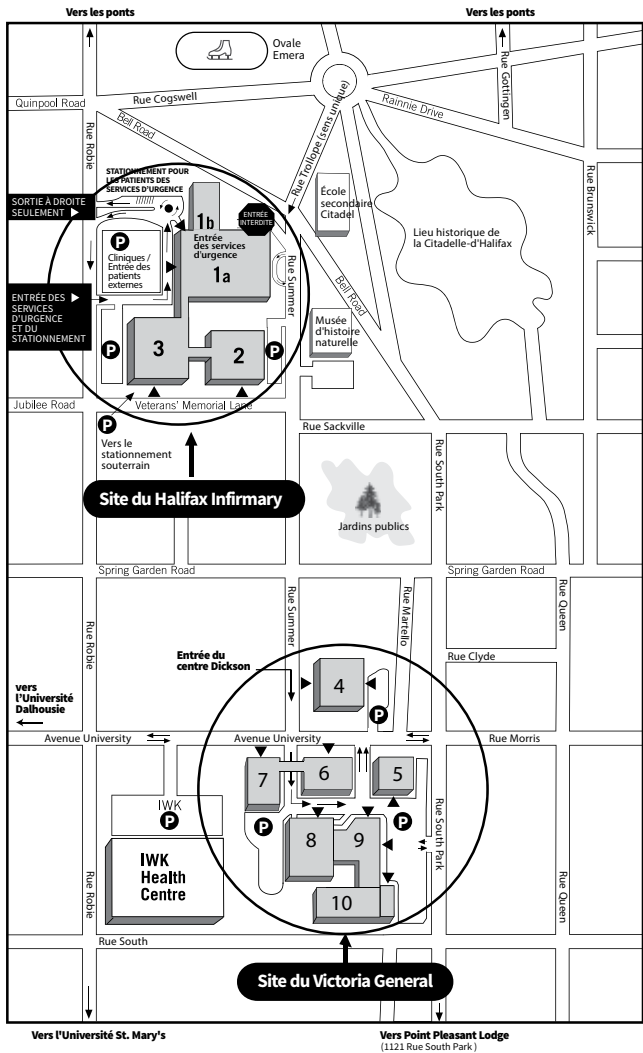 Vers les ponts
Vers les ponts
Ovale
Emera
Rue Cogswell
Quinpool Road
Rue Robie
Bell Road
Rue Trollope (sens unique)
Rue Gottingen
Rainnie Drive
Rue Brunswick
STATIONNEMENT POUR
LES PATIENTS DES
SERVICES D'URGENCE
SORTIE À DROITE
SEULEMENT
1b
ENTRÉE
INTERDITE
École
secondaire
Citadel
Lieu historique de
la Citadelle-d'Halifax
P
Cliniques /
Entrée des
patients
externes
Entrée
des services
d'urgence
1a
Rue Summer
Bell Road
ENTRÉE DES
SERVICES
D'URGENCE
ET DU
STATIONNEMENT
Musée
d'histoire
naturelle
P
3
2
P
Jubilee Road
Veterans' Memorial Lane
P
Vers le
stationnement
souterrain
Rue Sackville
Rue South Park
Site du Halifax Infirmary
Jardins publics
Spring Garden Road
Spring Garden Road
Rue Robie
Rue Summer
Rue Martello
Rue Queen
Entrée du
centre Dickson
Rue Clyde
4
P
vers
l'Université
Dalhousie
Avenue University
Avenue University
Rue Morris
7
6
5
IWK
P
P
P
8
9
Rue South Park
IWK
Health
Centre
10
Rue Robie
Rue Queen
Rue South
Site du Victoria General
Vers l'Université St. Mary's
Vers Point Pleasant Lodge
(1121 Rue South Park )